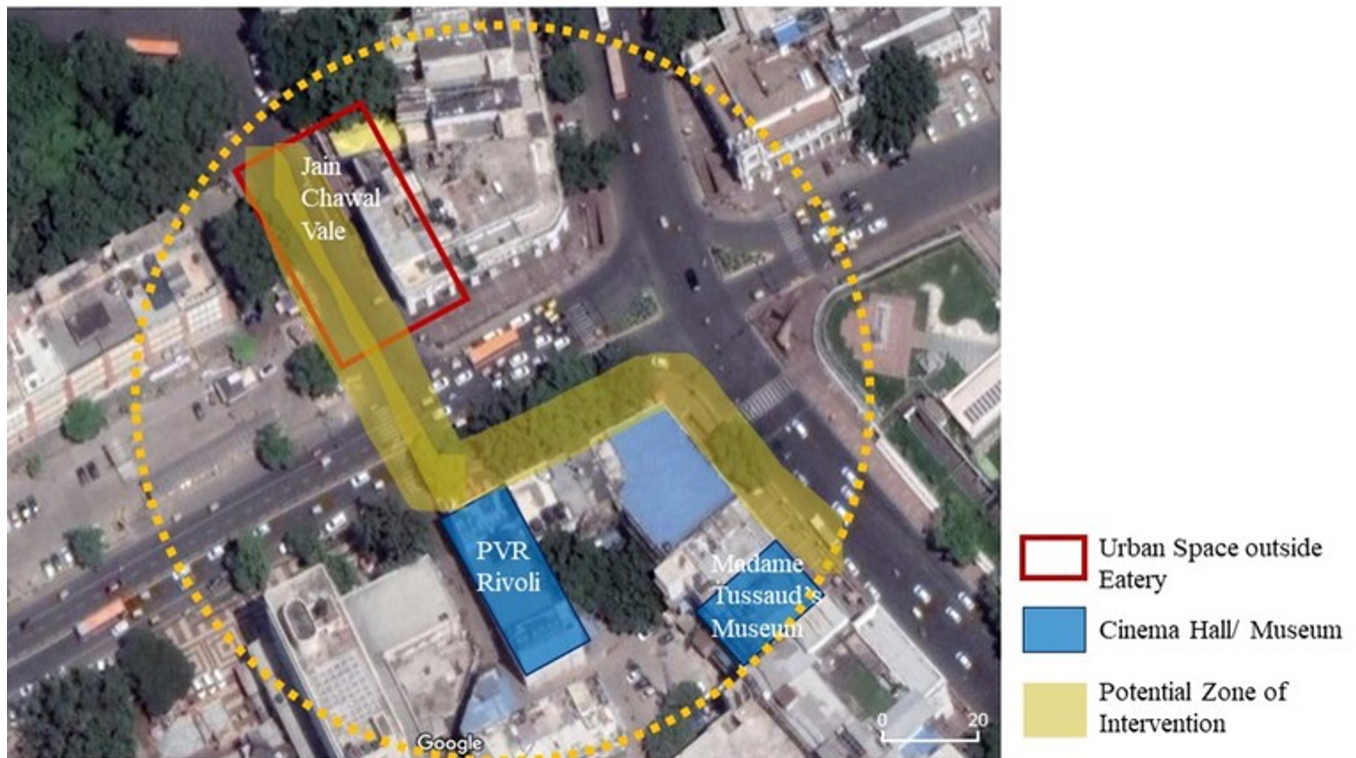 Jain
Chawal
Vale
PVR
Rivoli
Madame
Tussaud's
Museum
Google
0 20
Urban Space outside
Eatery
Cinema Hall/ Museum
Potential Zone of
Intervention